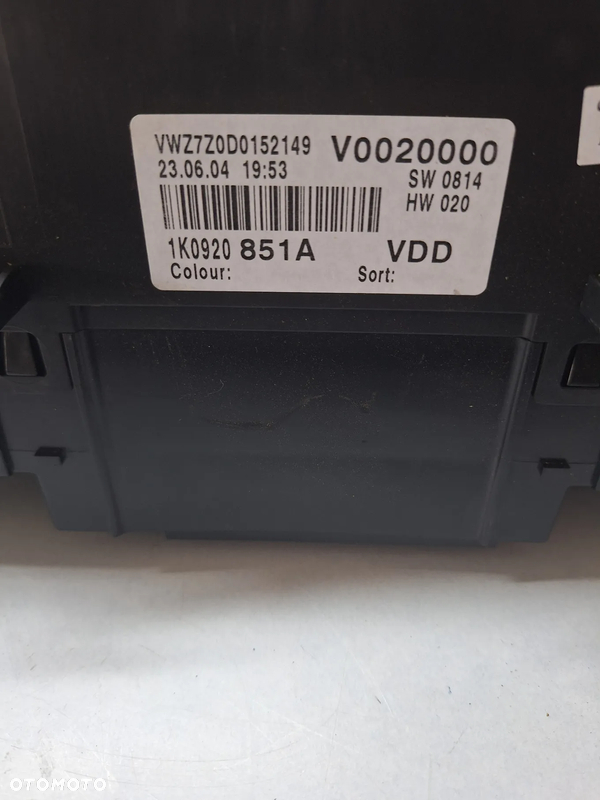 VWZ7Z0D0152149 V0020000
23.06.04 19:53 SW 0814
HW 020
1K0920 851A VDD
Colour: Sort:
OTOMOTO